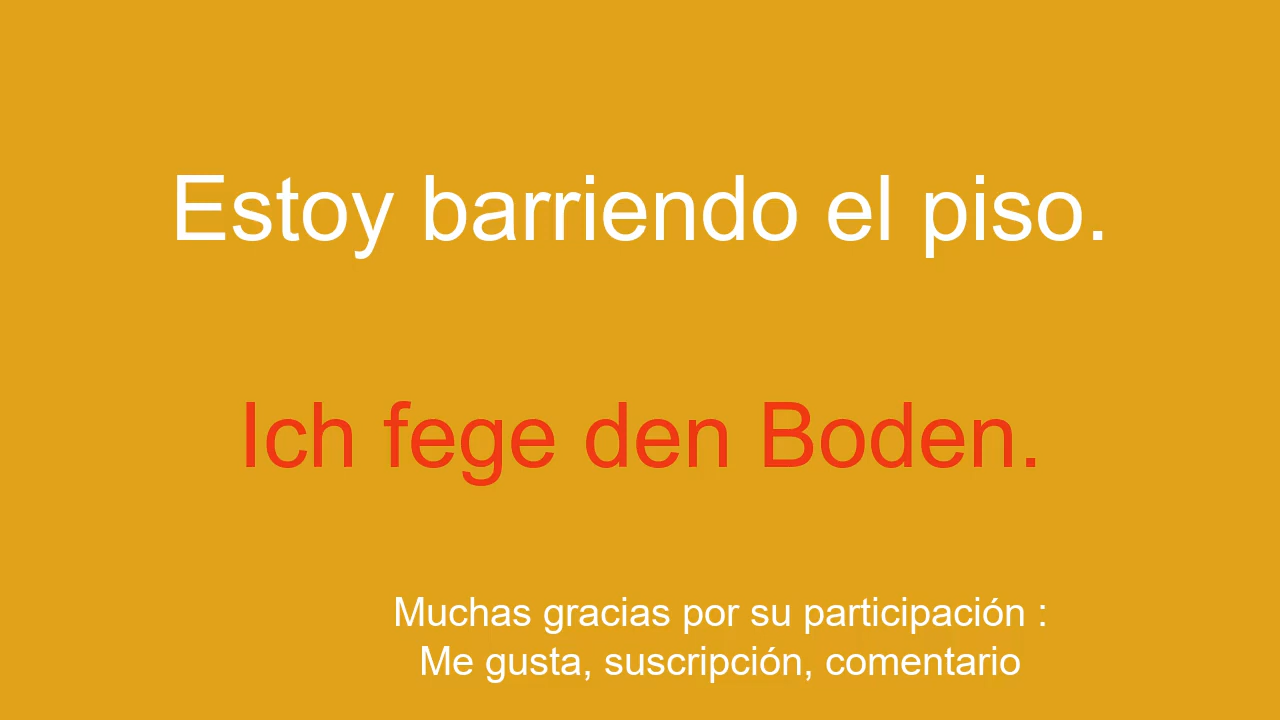 Estoy barriendo el piso.
Ich fege den Boden.
Muchas gracias por su participación :
Me gusta, suscripción, comentario